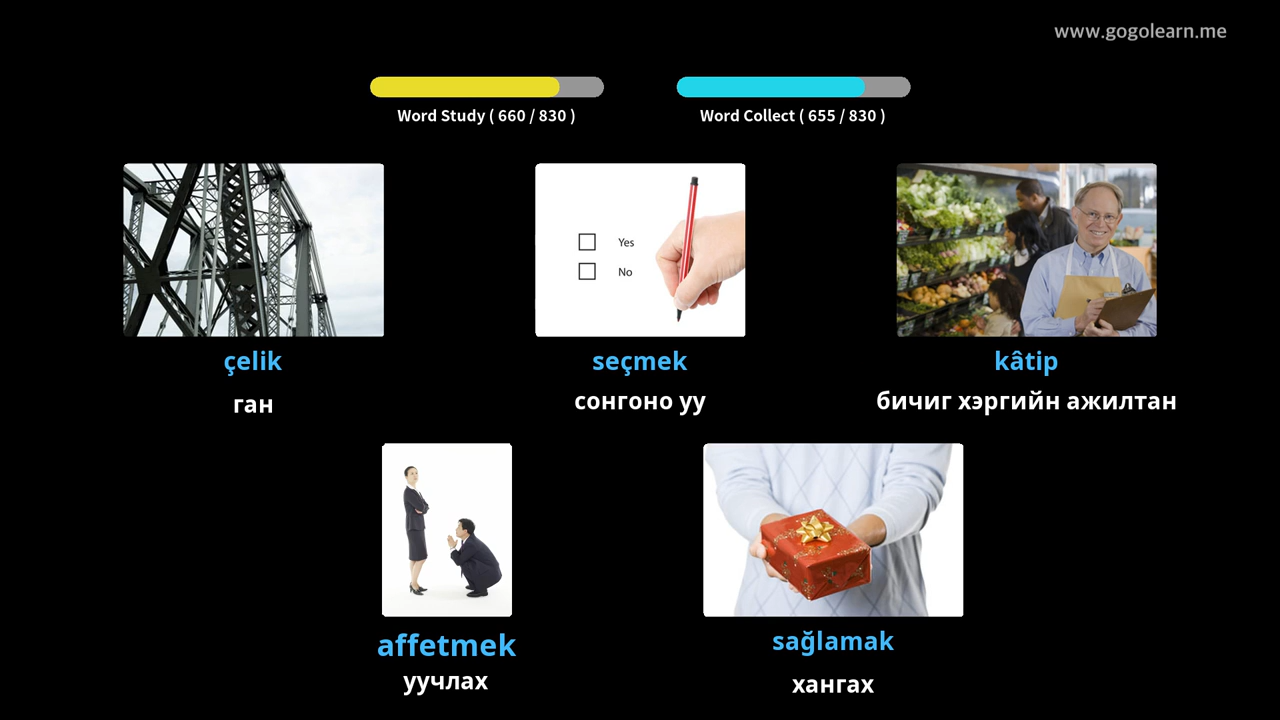 www.gogolearn.me
Word Study ( 660 / 830 )
Word Collect ( 655 / 830 )
Yes
No
çelik
seçmek
kâtip
ган
сонгоно уу
бичиг хэргийн ажилтан
affetmek
sağlamak
уучлах
хангах